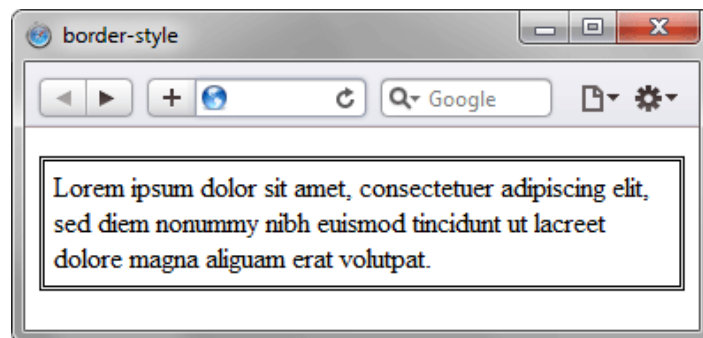 border-style
Google
Lorem ipsum dolor sit amet, consectetuer adipiscing elit,
sed diem nonummy nibh euismod tincidunt ut lacreet
dolore magna aliguam erat volutpat.